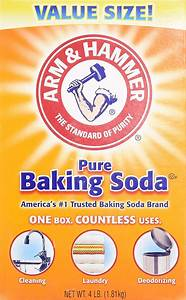 VALUE SIZE!
ARM & HAMMER
THE STANDARD OF PURITY
Pure
Baking Soda
America's #1 Trusted Baking Soda Brand
ONE BOX. COUNTLESS USES.
Cleaning Laundry Deodorizing
NET WT. 4 LB. (1.81kg)